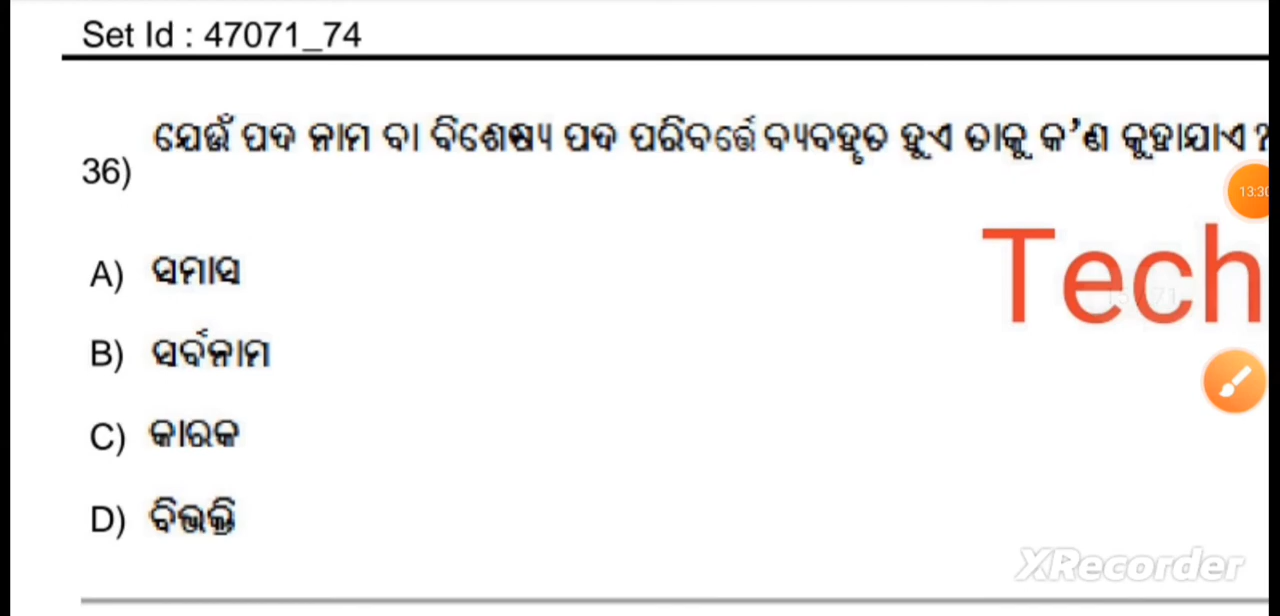 Set Id : 47071_74
ଯେଉଁ ପଦ ନାମ ବା ବିଶେଷ୍ୟ ପଦ ପରିବର୍ତ୍ତେ ବ୍ୟବହୃତ ହୁଏ ତାକୁ କ'ଣ କୁହାଯାଏ ?
36)
13:30
A) ସମାସ
Tech
B) ସର୍ବନାମ
C) କାରକ
D) ବିଭକ୍ତି
XRecorder